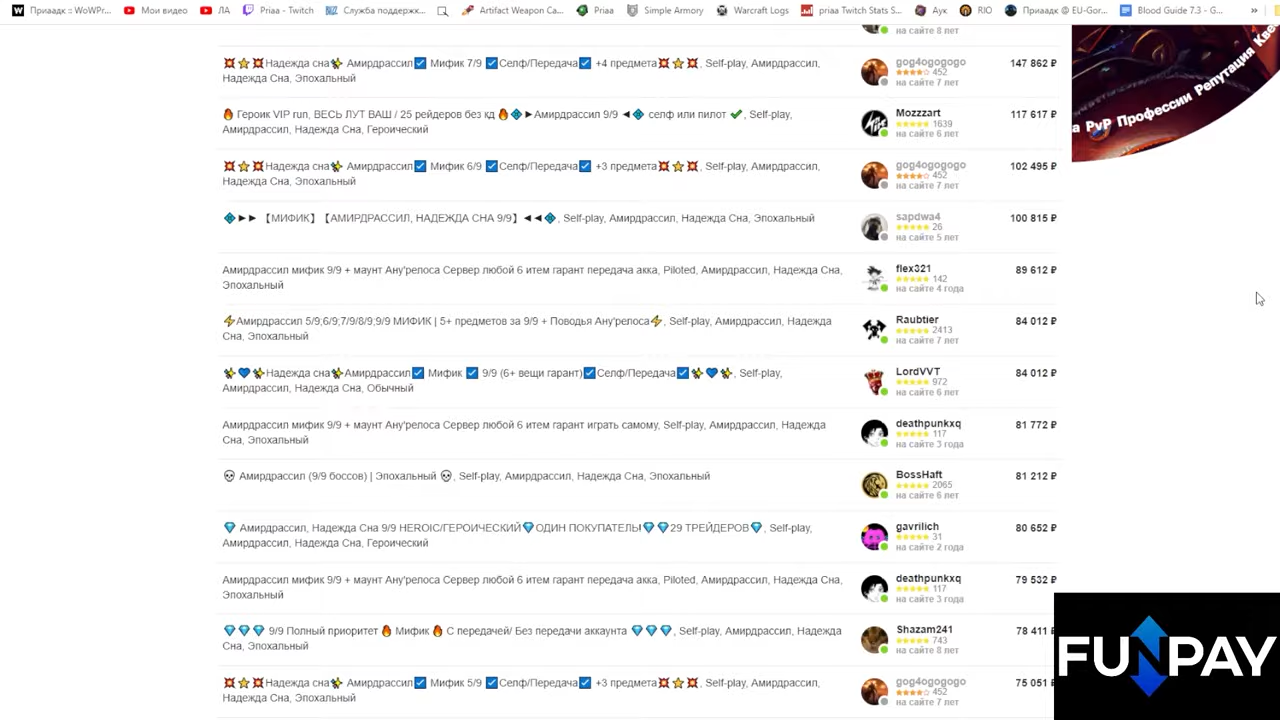 Приаадк :: WoWPr...
Мои видео
ЛА
Priaa - Twitch
Служба поддержк...
Artifact Weapon Ca...
Priaa
Simple Armory
Warcraft Logs
priaa Twitch Stats S...
Аук
RIO
Приаадк @ EU-Gor...
Blood Guide 7.3 - G...
»
на сайте 8 лет
💥⭐💥Надежда сна✨ Амирдрассил☑️ Мифик 7/9 ☑️Селф/Передача☑️ +4 предмета💥⭐💥, Self-play, Амирдрассил,
Надежда Сна, Эпохальный
gog4ogogogo
★★★★☆ 452
на сайте 7 лет
147 862 ₽
🔥 Героик VIP run, ВЕСЬ ЛУТ ВАШ / 25 рейдеров без кд 🔥💠►Амирдрассил 9/9 ◄💠 селф или пилот ✔, Self-play,
Амирдрассил, Надежда Сна, Героический
Mozzzart
★★★★★ 1639
на сайте 6 лет
117 617 ₽
💥⭐💥Надежда сна✨ Амирдрассил☑️ Мифик 6/9 ☑️Селф/Передача☑️ +3 предмета💥⭐💥, Self-play, Амирдрассил,
Надежда Сна, Эпохальный
gog4ogogogo
★★★★☆ 452
на сайте 7 лет
102 495 ₽
💠►►【МИФИК】【АМИРДРАССИЛ, НАДЕЖДА СНА 9/9】◄◄💠, Self-play, Амирдрассил, Надежда Сна, Эпохальный
sapdwa4
★★★★★ 26
на сайте 5 лет
100 815 ₽
Амирдрассил мифик 9/9 + маунт Ану'релоса Сервер любой 6 итем гарант передача акка, Piloted, Амирдрассил, Надежда Сна,
Эпохальный
flex321
★★★★★ 142
на сайте 4 года
89 612 ₽
⚡Амирдрассил 5/9,6/9,7/9,8/9,9/9 МИФИК | 5+ предметов за 9/9 + Поводья Ану'релоса⚡, Self-play, Амирдрассил, Надежда
Сна, Эпохальный
Raubtier
★★★★★ 2413
на сайте 7 лет
84 012 ₽
✨💙✨Надежда сна✨Амирдрассил☑️ Мифик ☑️ 9/9 (6+ вещи гарант)☑️Селф/Передача☑️✨💙✨, Self-play,
Амирдрассил, Надежда Сна, Обычный
LordVVT
★★★★★ 972
на сайте 6 лет
84 012 ₽
Амирдрассил мифик 9/9 + маунт Ану'релоса Сервер любой 6 итем гарант играть самому, Self-play, Амирдрассил, Надежда
Сна, Эпохальный
deathpunkxq
★★★★★ 117
на сайте 3 года
81 772 ₽
💀 Амирдрассил (9/9 боссов) | Эпохальный 💀, Self-play, Амирдрассил, Надежда Сна, Эпохальный
BossHaft
★★★★★ 2065
на сайте 6 лет
81 212 ₽
💎 Амирдрассил, Надежда Сна 9/9 HEROIC/ГЕРОИЧЕСКИЙ💎ОДИН ПОКУПАТЕЛЬ!💎💎29 ТРЕЙДЕРОВ💎, Self-play,
Амирдрассил, Надежда Сна, Героический
gavrilich
★★★★★ 31
на сайте 2 года
80 652 ₽
Амирдрассил мифик 9/9 + маунт Ану'релоса Сервер любой 6 итем гарант передача акка, Piloted, Амирдрассил, Надежда Сна,
Эпохальный
deathpunkxq
★★★★★ 117
на сайте 3 года
79 532 ₽
💎💎💎 9/9 Полный приоритет 🔥 Мифик 🔥 С передачей/ Без передачи аккаунта 💎💎💎, Self-play, Амирдрассил, Надежда
Сна, Эпохальный
Shazam241
★★★★★ 743
на сайте 8 лет
78 411 ₽
💥⭐💥Надежда сна✨ Амирдрассил☑️ Мифик 5/9 ☑️Селф/Передача☑️ +3 предмета💥⭐💥, Self-play, Амирдрассил,
Надежда Сна, Эпохальный
gog4ogogogo
★★★★☆ 452
на сайте 7 лет
75 051 ₽
а PvP Профессии Репутация Кве
FUNPAY